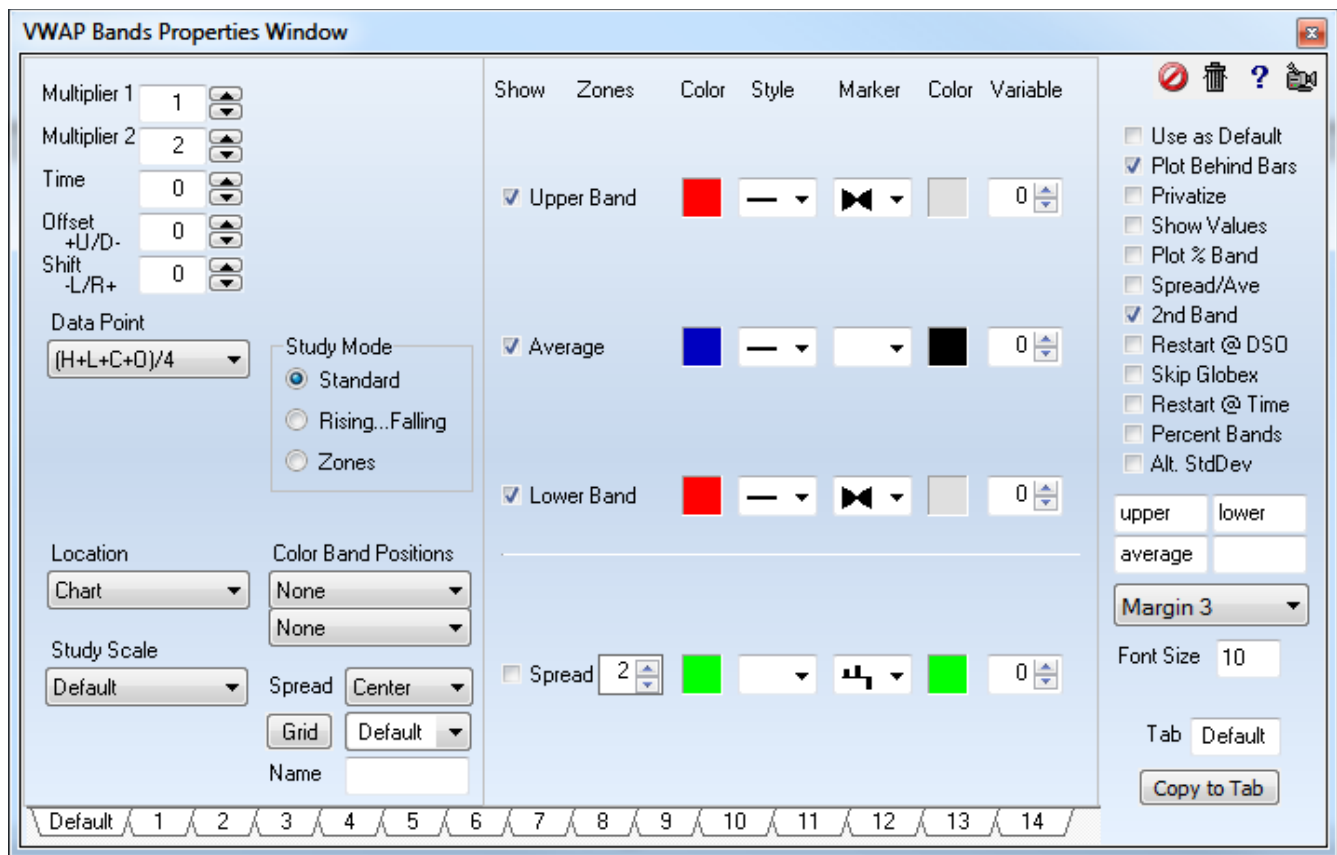 VWAP Bands Properties Window
Multiplier 1 1
Multiplier 2 2
Time 0
Offset 0
+U/D-
Shift 0
-L/R+
Data Point
(H+L+C+O)/4
Study Mode
Standard
Rising...Falling
Zones
Location
Chart
Color Band Positions
None
None
Study Scale
Default
Spread Center
Grid Default
Name
Show Zones Color Style Marker Color Variable
Upper Band 0
Average 0
Lower Band 0
Spread 2 0
?
Use as Default
Plot Behind Bars
Privatize
Show Values
Plot % Band
Spread/Ave
2nd Band
Restart @ DSO
Skip Globex
Restart @ Time
Percent Bands
Alt. StdDev
upper lower
average
Margin 3
Font Size 10
Tab Default
Copy to Tab
Default 1 2 3 4 5 6 7 8 9 10 11 12 13 14